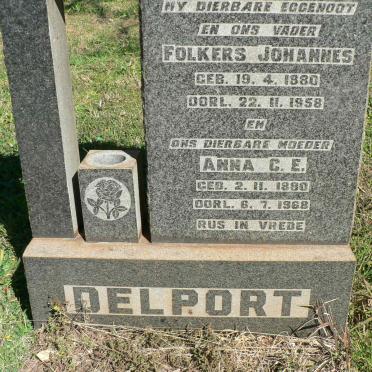 MY DIERBARE EGGENOOT
EN ONS VADER
FOLKERS JOHANNES
GEB. 19. 4. 1880
OORL. 22. 11. 1958
EN
ONS DIERBARE MOEDER
ANNA C. E.
GEB. 2. 11. 1890
OORL. 6. 7. 1968
RUS IN VREDE
DELPORT